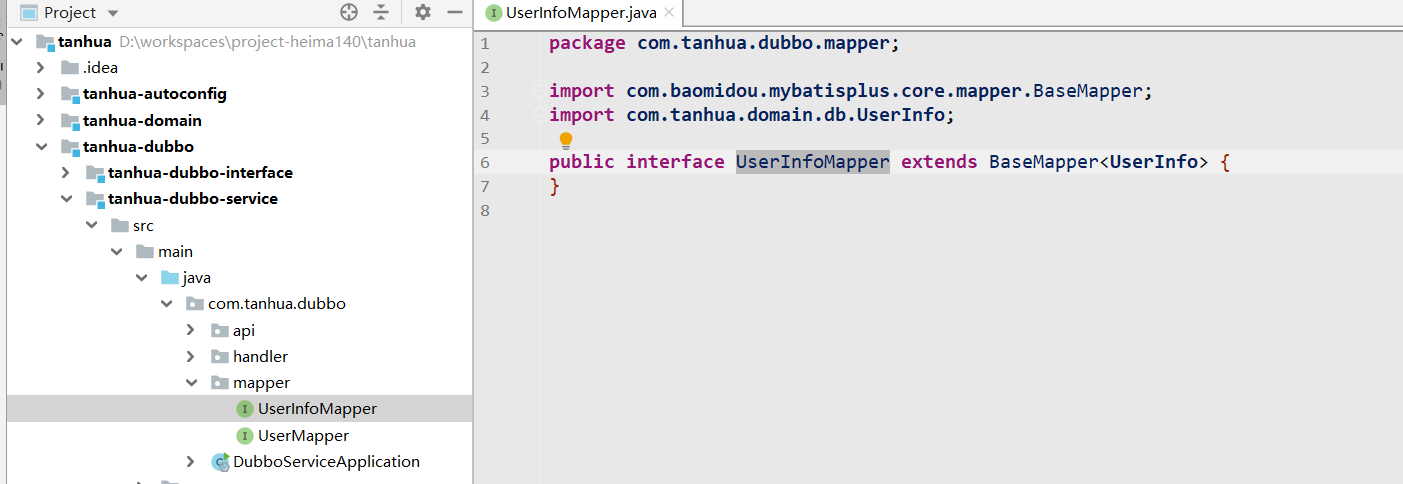 Project
tanhua D:\workspaces\project-heima140\tanhua
.idea
tanhua-autoconfig
tanhua-domain
tanhua-dubbo
tanhua-dubbo-interface
tanhua-dubbo-service
src
main
java
com.tanhua.dubbo
api
handler
mapper
UserInfoMapper
UserMapper
DubboServiceApplication
UserInfoMapper.java
1 package com.tanhua.dubbo.mapper;
2
3 import com.baomidou.mybatisplus.core.mapper.BaseMapper;
4 import com.tanhua.domain.db.UserInfo;
5
6 public interface UserInfoMapper extends BaseMapper<UserInfo> {
7 }
8